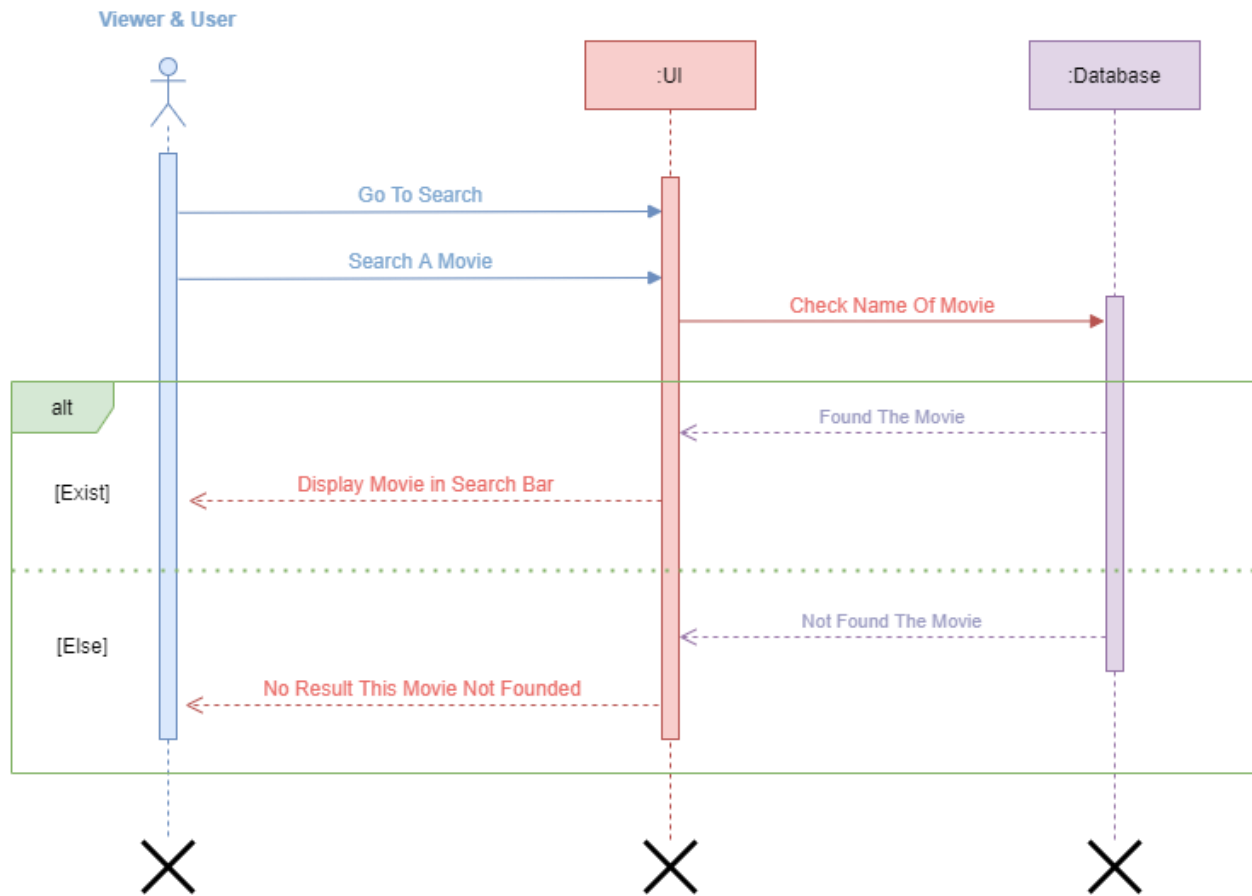 Viewer & User
:UI
:Database
Go To Search
Search A Movie
Check Name Of Movie
alt
Found The Movie
[Exist]
Display Movie in Search Bar
Not Found The Movie
[Else]
No Result This Movie Not Founded